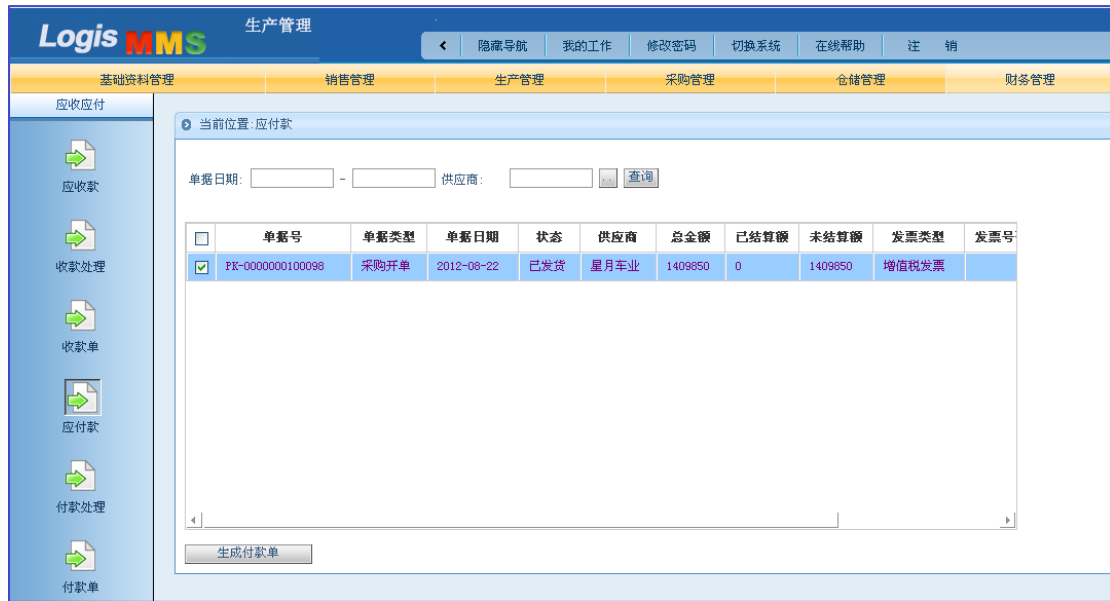 Logis MMS
生产管理
隐藏导航 我的工作 修改密码 切换系统 在线帮助 注 销
基础资料管理 销售管理 生产管理 采购管理 仓储管理 财务管理
应收应付
当前位置:应付款
应收款
单据日期: - 供应商: .. 查询
单据号 单据类型 单据日期 状态 供应商 总金额 已结算额 未结算额 发票类型 发票号
PK-0000000100098 采购开单 2012-08-22 已发货 星月车业 1409850 0 1409850 增值税发票
收款处理
收款单
应付款
付款处理
生成付款单
付款单